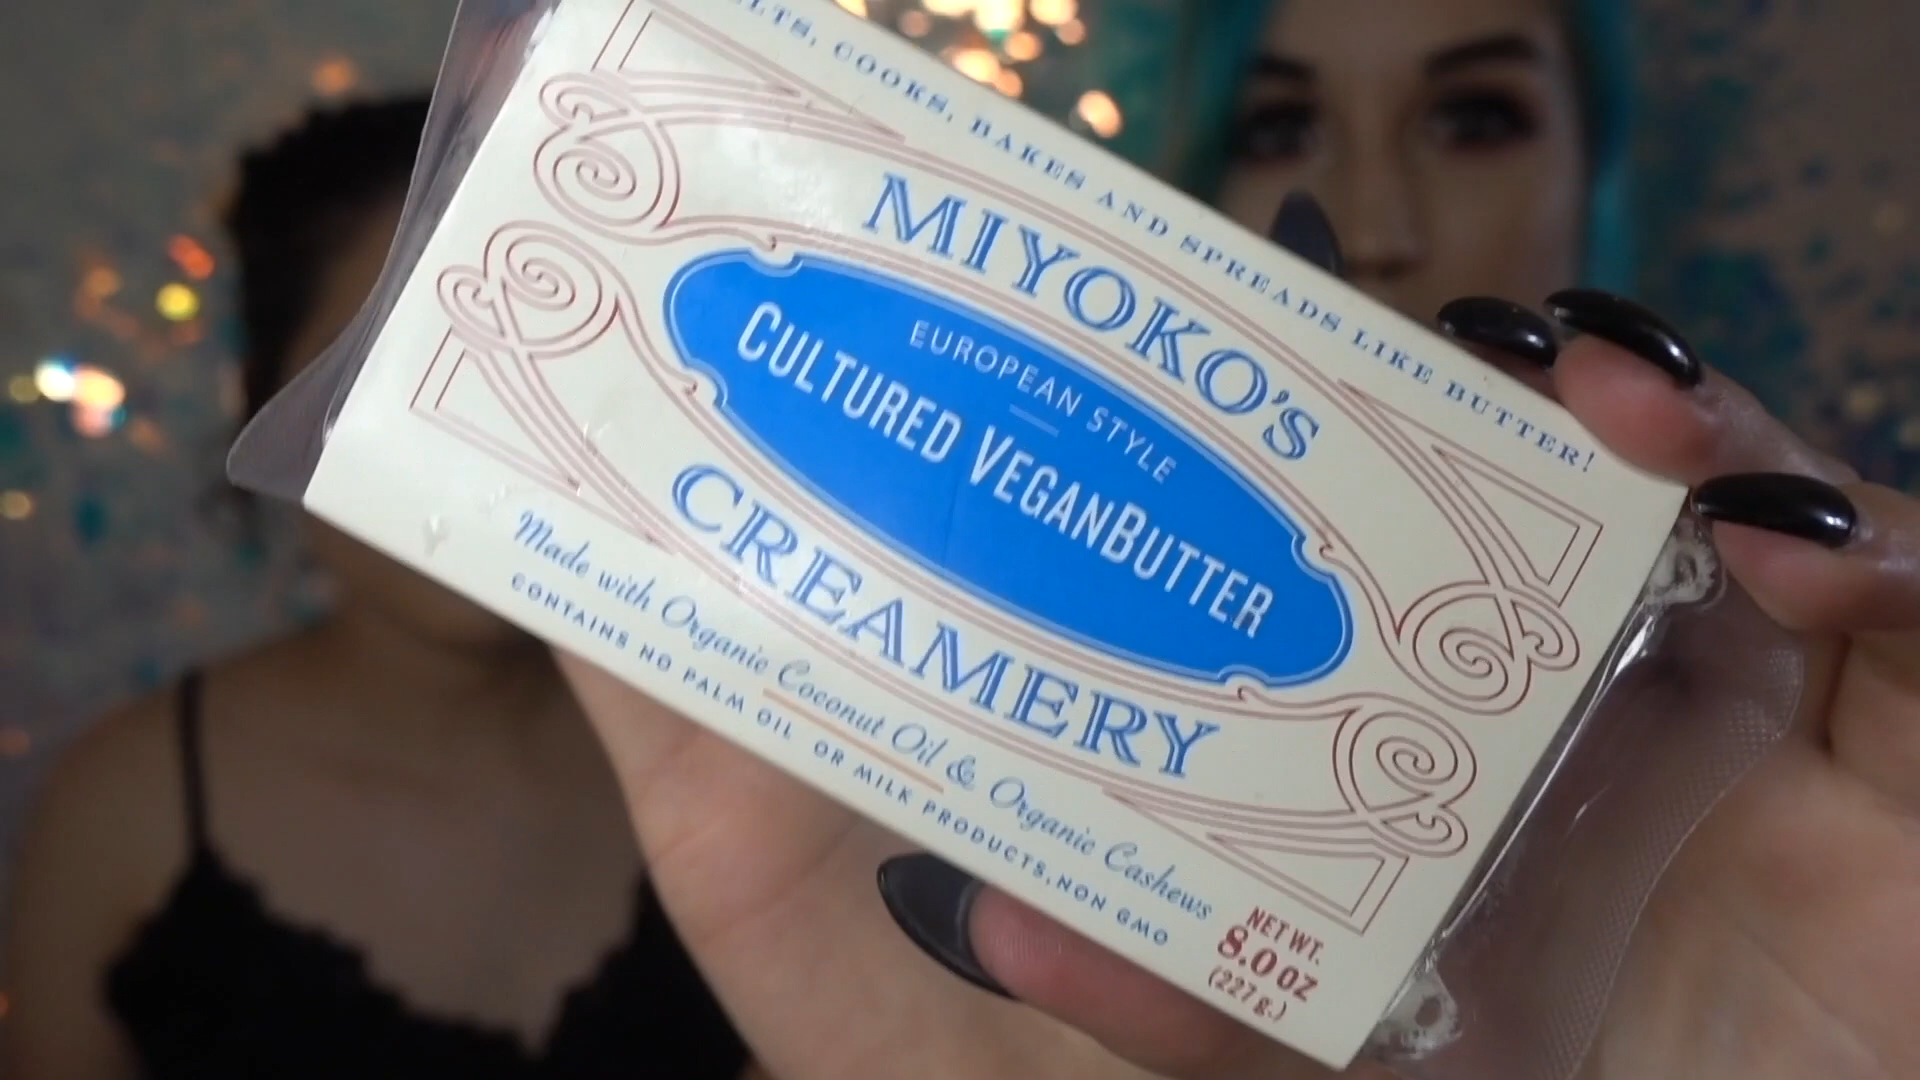 COOKS, BAKES AND SPREADS LIKE BUTTER!
MIYOKO'S
EUROPEAN STYLE
CULTURED VEGANBUTTER
CREAMERY
Made with Organic Coconut Oil & Organic Cashews
CONTAINS NO PALM OIL OR MILK PRODUCTS, NON GMO
NET WT.
8.0 OZ
(227 g.)